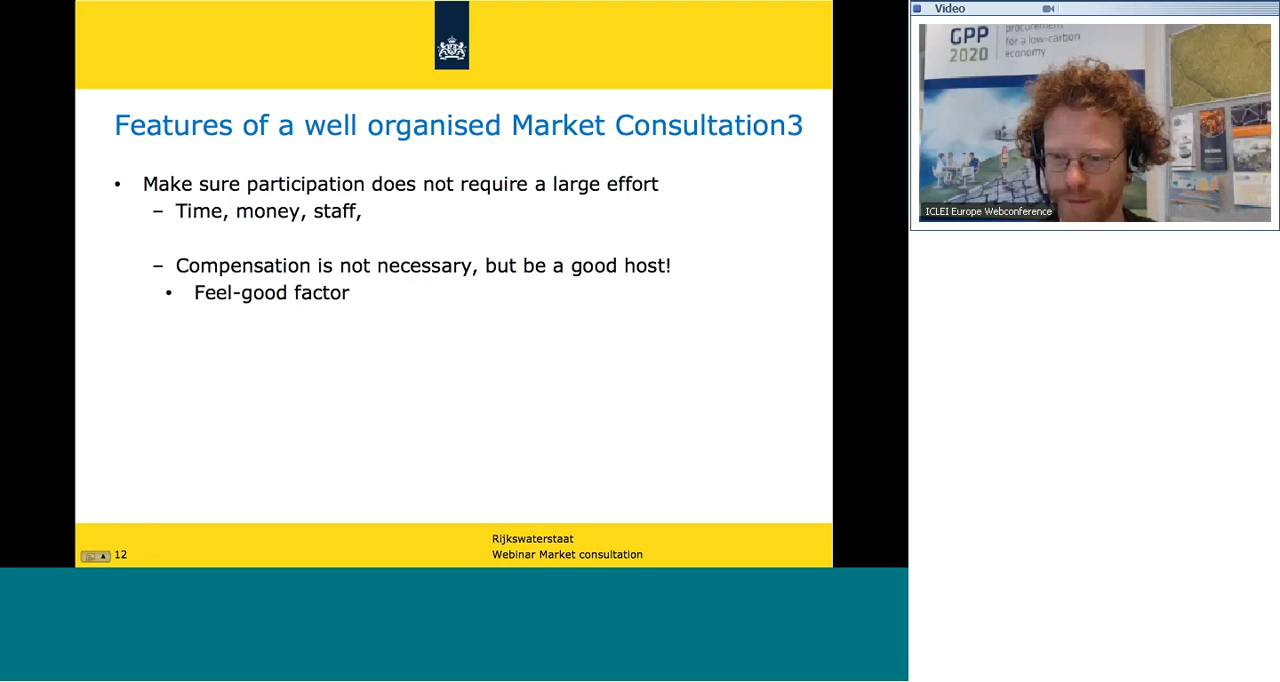 Features of a well organised Market Consultation3
• Make sure participation does not require a large effort
– Time, money, staff,
– Compensation is not necessary, but be a good host!
• Feel-good factor
12
Rijkswaterstaat
Webinar Market consultation
Video
GPP
2020
procurement
for a low-carbon
economy
ICLEI Europe Webconference